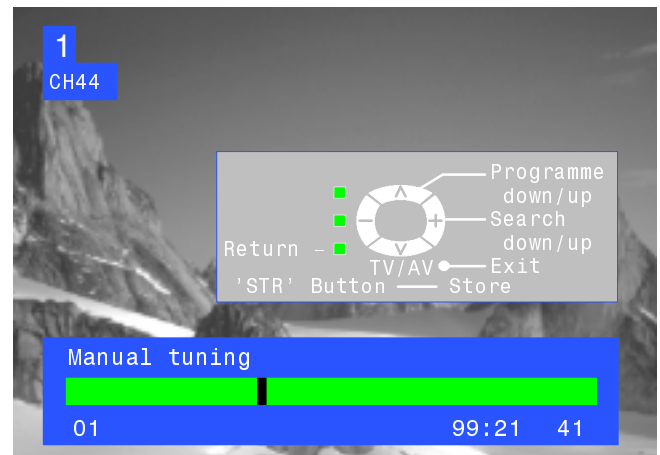 1
CH44
Programme
down/up
Search
down/up
Return –
TV/AV
Exit
'STR' Button
Store
Manual tuning
01
99:21
41